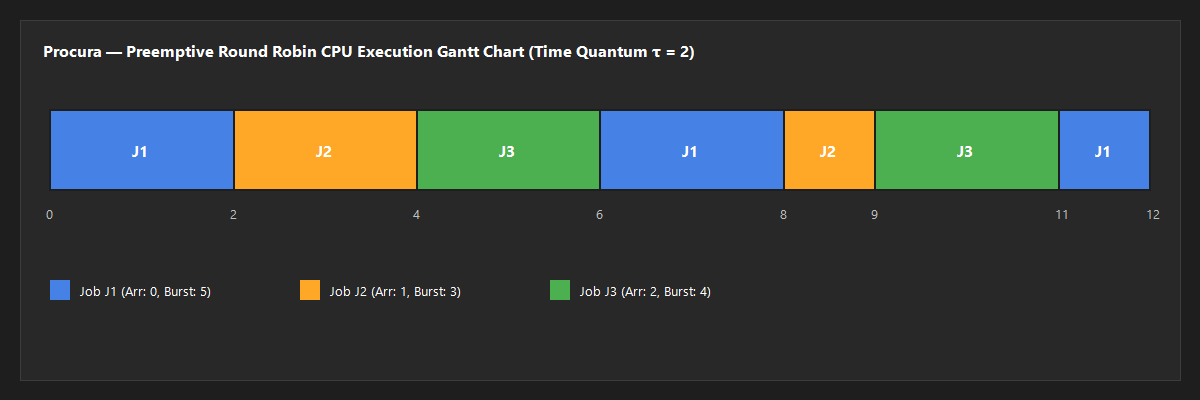 Procura — Preemptive Round Robin CPU Execution Gantt Chart (Time Quantum τ = 2)
J1 J2 J3 J1 J2 J3 J1
0 2 4 6 8 9 11 12
Job J1 (Arr: 0, Burst: 5) Job J2 (Arr: 1, Burst: 3) Job J3 (Arr: 2, Burst: 4)